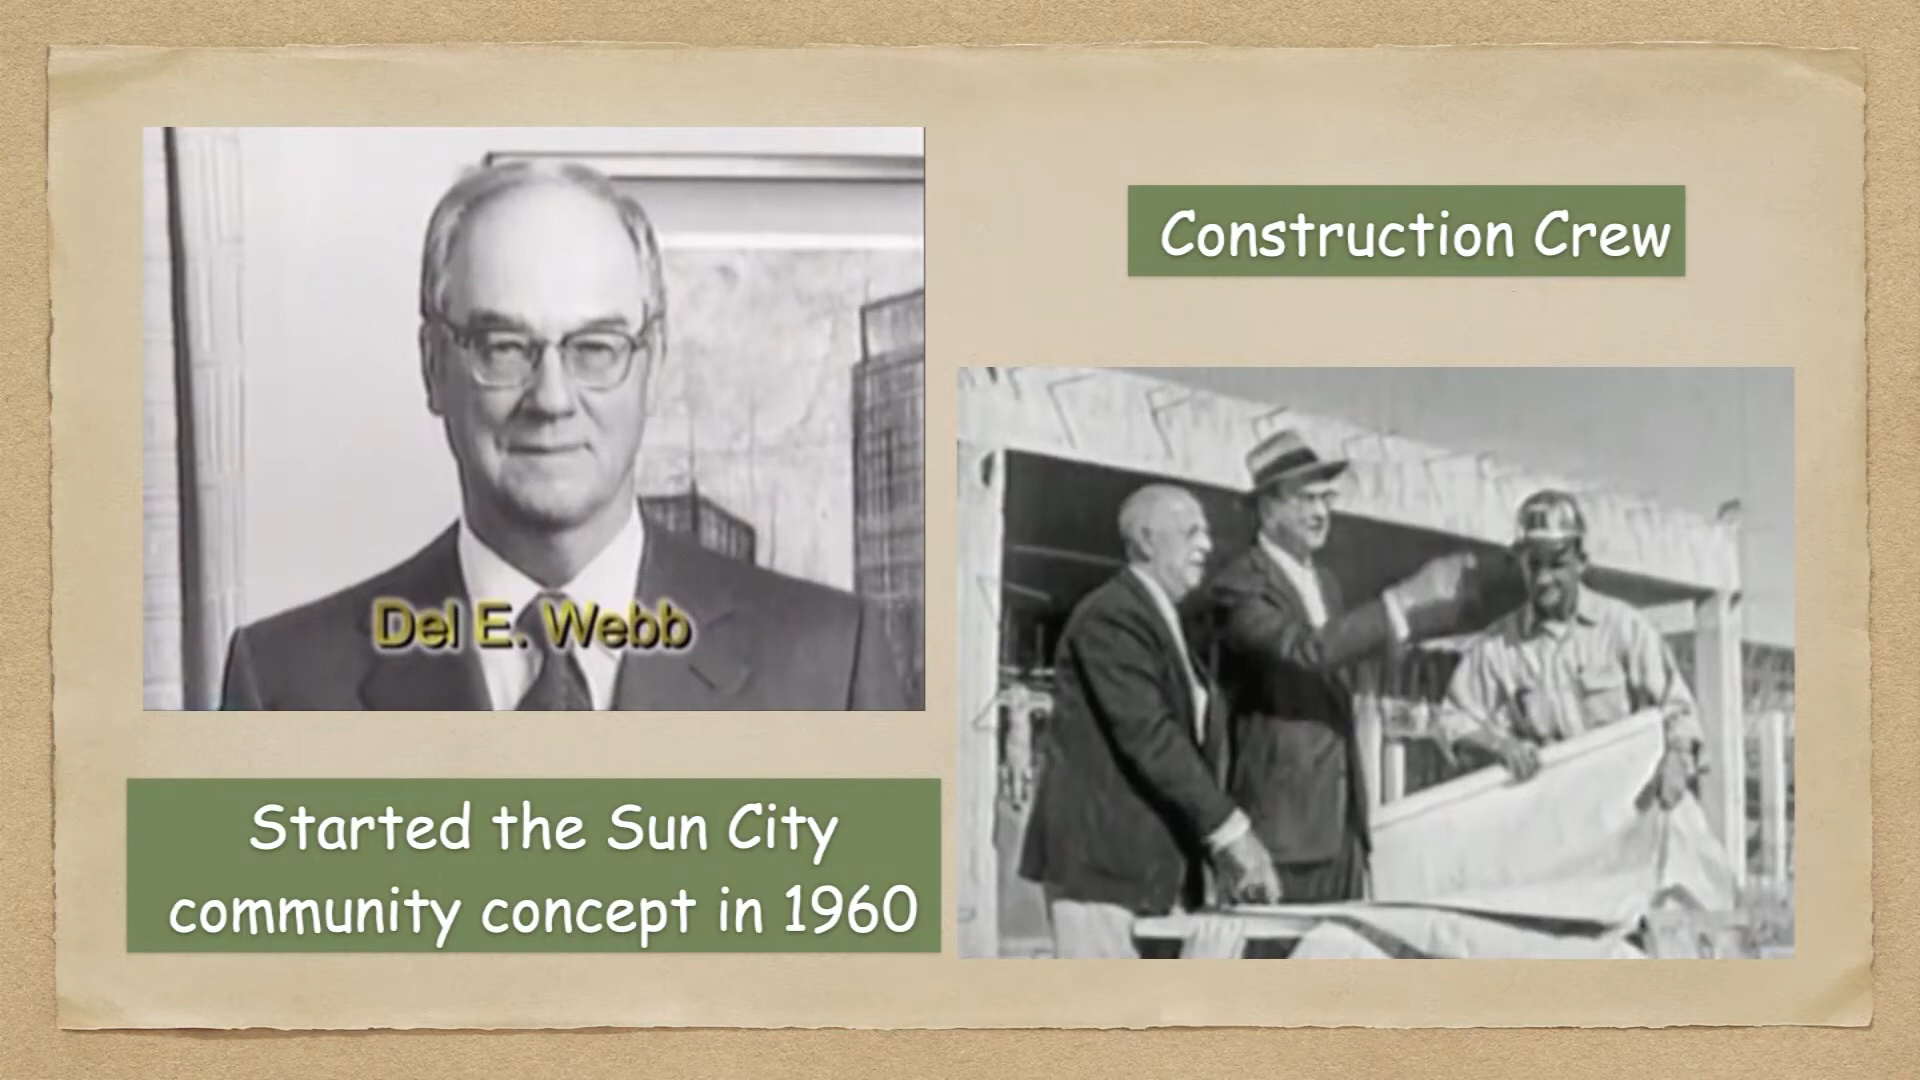 Del E. Webb
Started the Sun City
community concept in 1960
Construction Crew